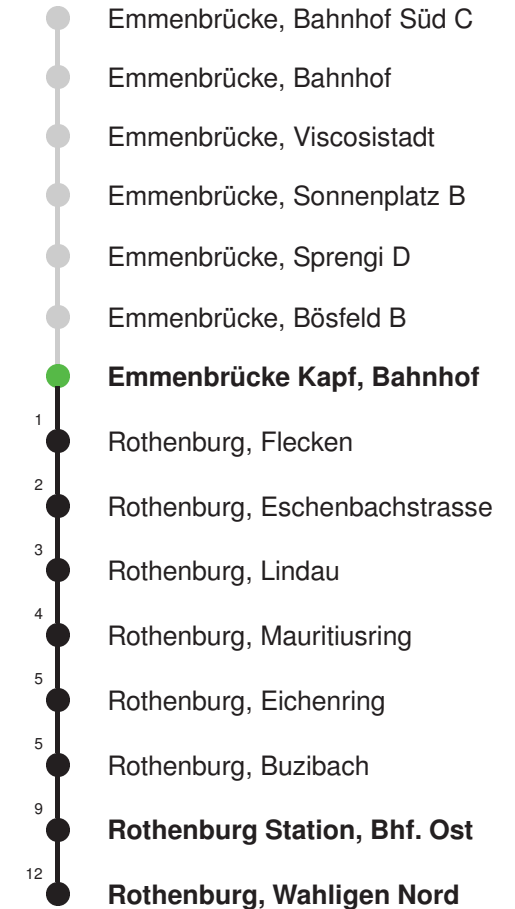 Emmenbrücke, Bahnhof Süd C
Emmenbrücke, Bahnhof
Emmenbrücke, Viscosistadt
Emmenbrücke, Sonnenplatz B
Emmenbrücke, Sprengi D
Emmenbrücke, Bösfeld B
Emmenbrücke Kapf, Bahnhof
1 Rothenburg, Flecken
2 Rothenburg, Eschenbachstrasse
3 Rothenburg, Lindau
4 Rothenburg, Mauritiusring
5 Rothenburg, Eichenring
5 Rothenburg, Buzibach
9 Rothenburg Station, Bhf. Ost
12 Rothenburg, Wahligen Nord